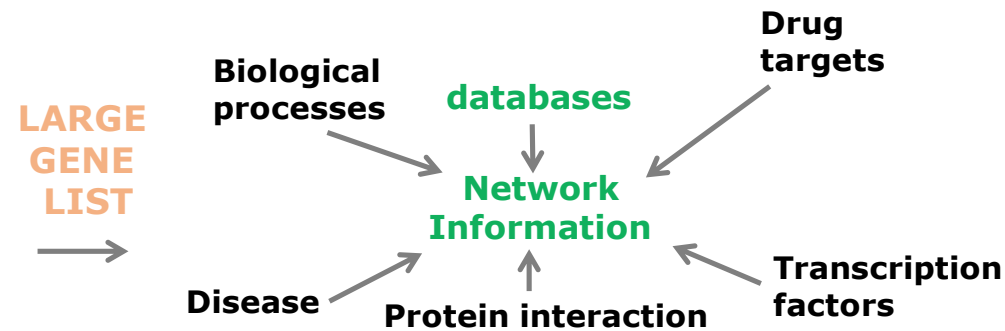 LARGE
GENE
LIST
Biological
processes
databases
Drug
targets
Network
Information
Disease
Protein interaction
Transcription
factors